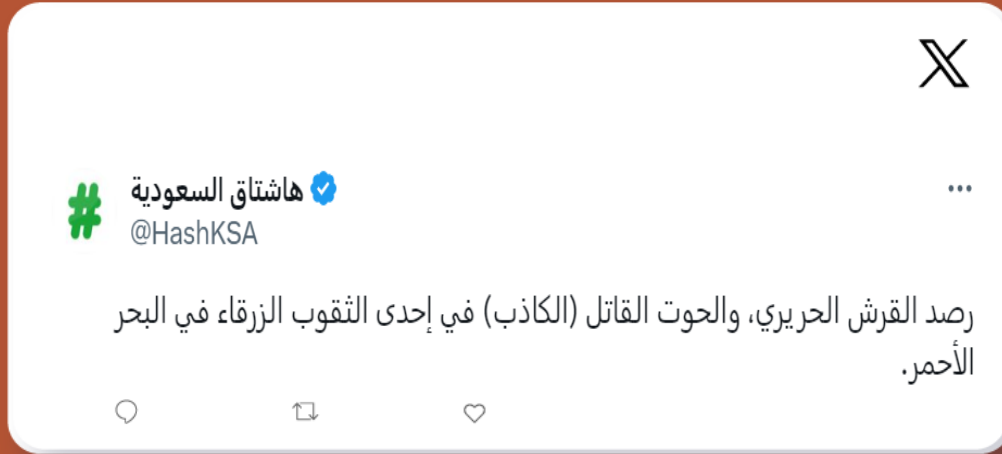 هاشتاق السعودية
@HashKSA
رصد القرش الحريري، والحوت القاتل (الكاذب) في إحدى الثقوب الزرقاء في البحر
الأحمر.